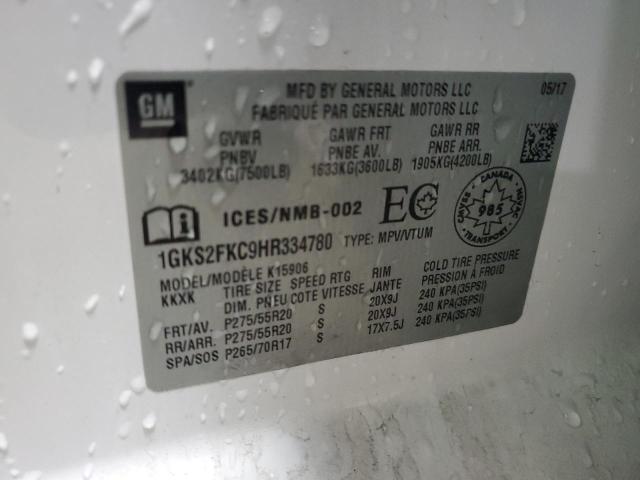 GM
MFD BY GENERAL MOTORS LLC
05/17
FABRIQUÉ PAR GENERAL MOTORS LLC
GVWR GAWR FRT GAWR RR
PNBV PNBE AV. PNBE ARR.
3402KG(7500LB) 1633KG(3600LB) 1905KG(4200LB)
ICES/NMB-002 EC
CANADA
CMVSS NSVAC
985
1GKS2FKC9HR334780 TYPE: MPV/VTUM
MODEL/MODÈLE K15906
KKXK TIRE SIZE SPEED RTG RIM COLD TIRE PRESSURE
DIM. PNEU COTE VITESSE JANTE PRESSION A FROID
FRT/AV. P275/55R20 S 20X9J 240 KPA(35PSI)
RR/ARR. P275/55R20 S 20X9J 240 KPA(35PSI)
SPA/SOS P265/70R17 S 17X7.5J 240 KPA(35PSI)